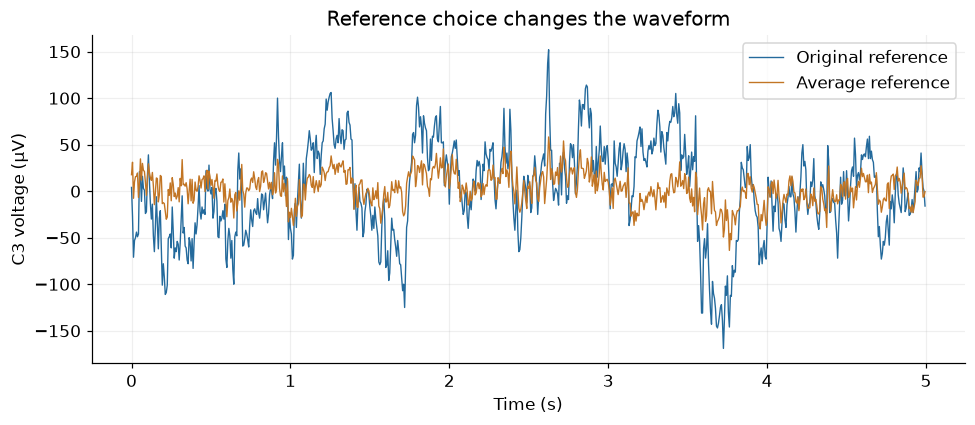 Reference choice changes the waveform
Original reference
Average reference
C3 voltage (µV)
150
100
50
0
−50
−100
−150
0 1 2 3 4 5
Time (s)